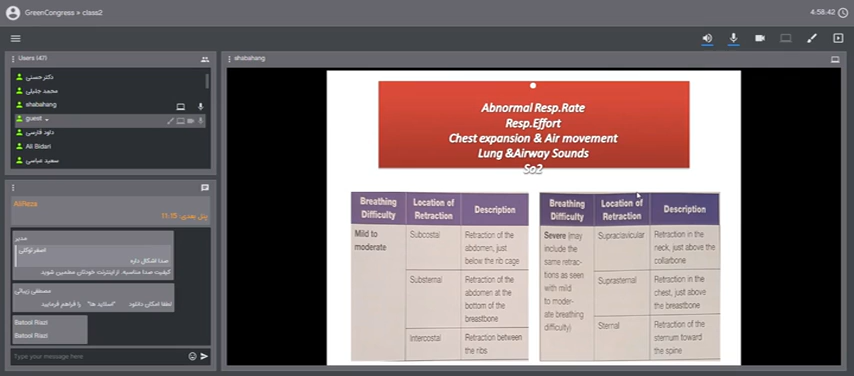 GreenCongress > class2
4:58:42
Users (47)
دکتر حسنی
محمد جلیلی
shabahang
guest
داود فارسی
Ali Bidari
سعید عباسی
AliReza
پنل بعدی: 11:15
مدیر
اصغر توکلی
صدا اشکال داره
کیفیت صدا مناسبه. از اینترنت خودتان مطمئن شوید.
مصطفی زیبائی
لطفا امکان دانلود "اسلاید ها" را فراهم فرمایید
Batool Riazi
Batool Riazi
Type your message here
shabahang
Abnormal Resp.Rate
Resp.Effort
Chest expansion & Air movement
Lung &Airway Sounds
So2
Breathing Difficulty
Location of Retraction
Description
Mild to moderate
Subcostal
Retraction of the abdomen, just below the rib cage
Substernal
Retraction of the abdomen at the bottom of the breastbone
Intercostal
Retraction between the ribs
Breathing Difficulty
Location of Retraction
Description
Severe (may include the same retrac-tions as seen with mild to moder-ate breathing difficulty)
Supraclavicular
Retraction in the neck, just above the collarbone
Suprasternal
Retraction in the chest, just above the breastbone
Sternal
Retraction of the sternum toward the spine